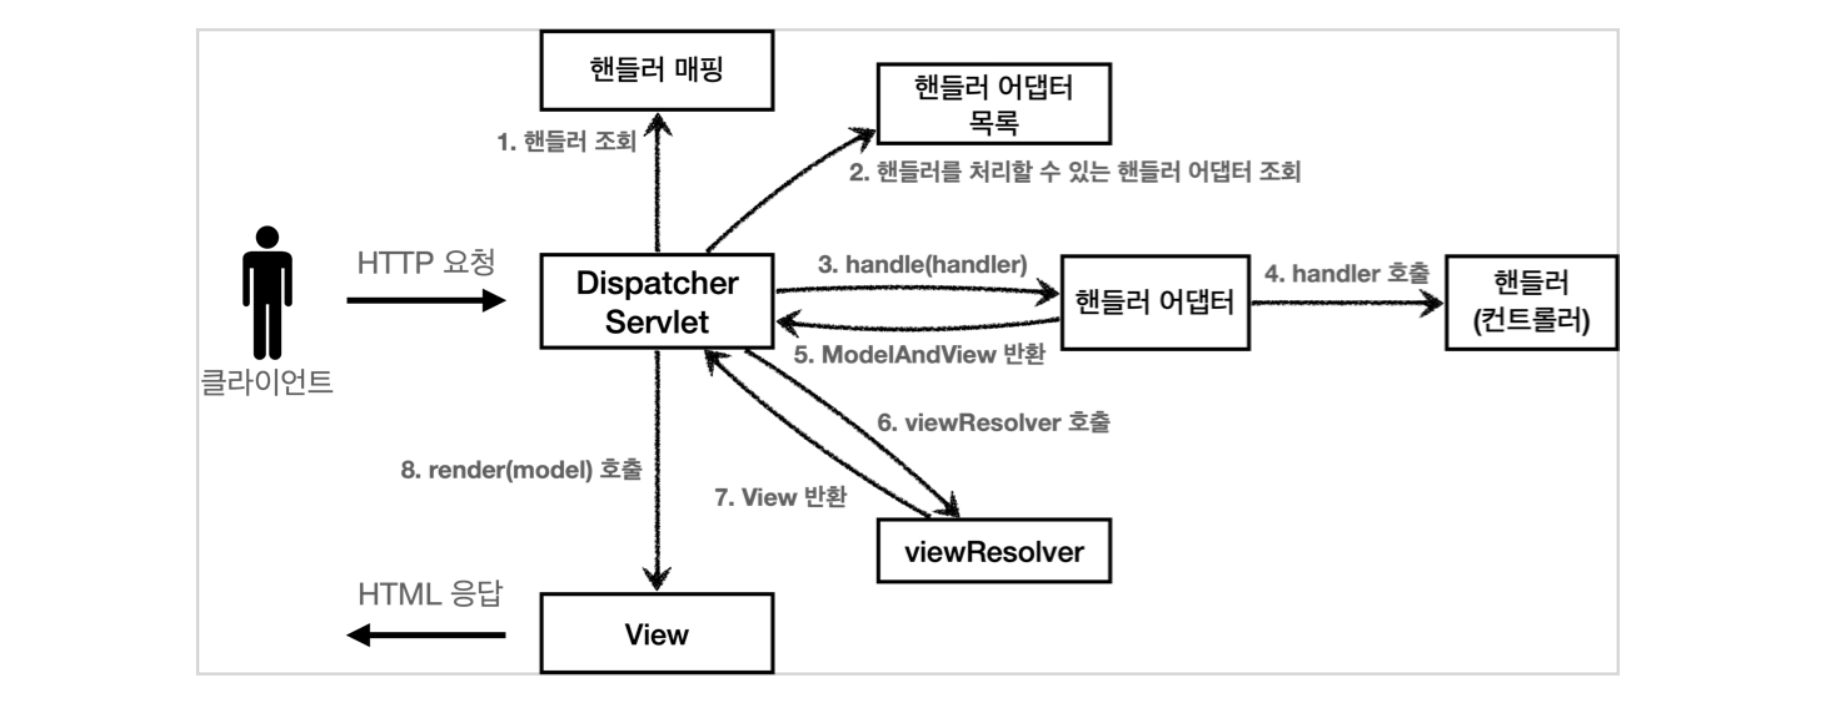 핸들러 매핑
핸들러 어댑터
목록
1. 핸들러 조회
2. 핸들러를 처리할 수 있는 핸들러 어댑터 조회
HTTP 요청
클라이언트
Dispatcher
Servlet
3. handle(handler)
핸들러 어댑터
4. handler 호출
핸들러
(컨트롤러)
5. ModelAndView 반환
6. viewResolver 호출
7. View 반환
viewResolver
8. render(model) 호출
HTML 응답
View